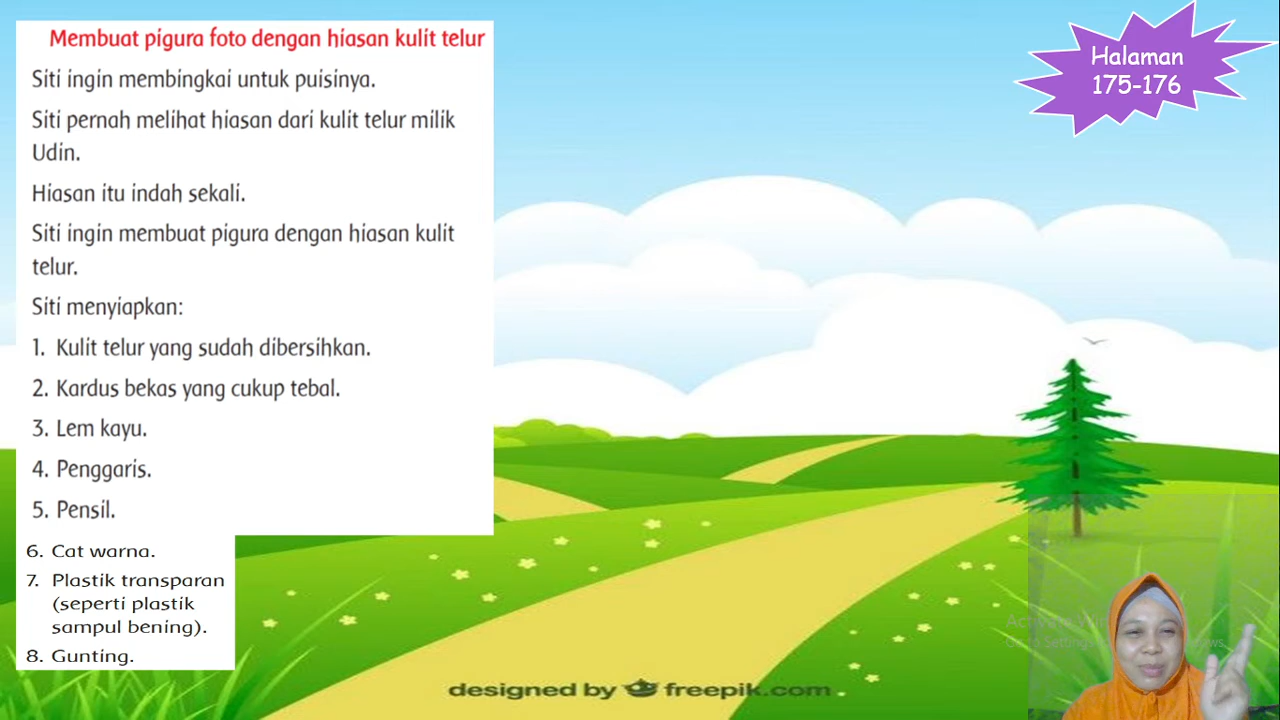 Membuat pigura foto dengan hiasan kulit telur
Siti ingin membingkai untuk puisinya.
Siti pernah melihat hiasan dari kulit telur milik
Udin.
Hiasan itu indah sekali.
Siti ingin membuat pigura dengan hiasan kulit
telur.
Siti menyiapkan:
1. Kulit telur yang sudah dibersihkan.
2. Kardus bekas yang cukup tebal.
3. Lem kayu.
4. Penggaris.
5. Pensil.
6. Cat warna.
7. Plastik transparan
(seperti plastik
sampul bening).
8. Gunting.
Halaman
175-176
designed by freepik.com